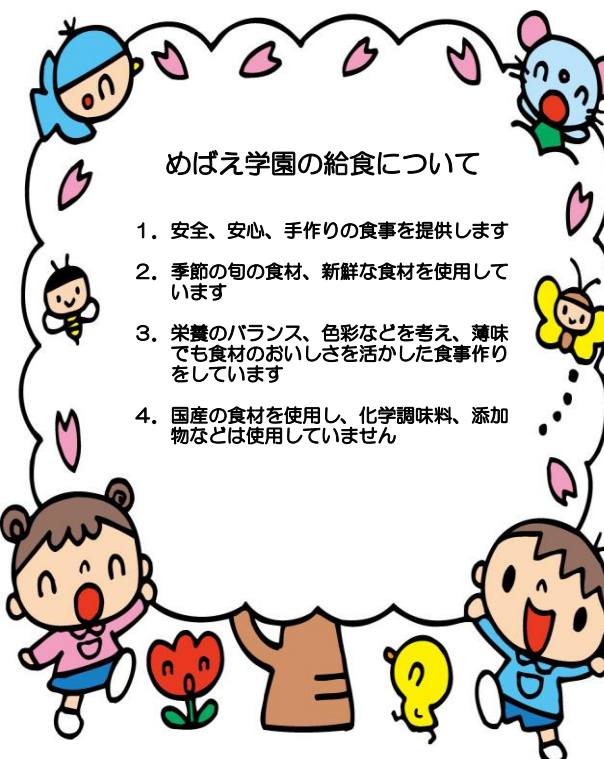 めばえ学園の給食について
１．安全、安心、手作りの食事を提供します
２．季節の旬の食材、新鮮な食材を使用して
います
３．栄養のバランス、色彩などを考え、薄味
でも食材のおいしさを活かした食事作り
をしています
４．国産の食材を使用し、化学調味料、添加
物などは使用していません